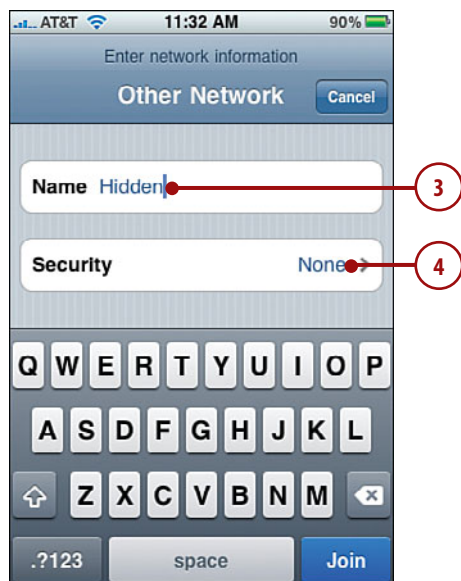 AT&T 11:32 AM 90%
Enter network information
Other Network Cancel
Name Hidden 3
Security None 4
Q W E R T Y U I O P
A S D F G H J K L
Z X C V B N M
.?123 space Join